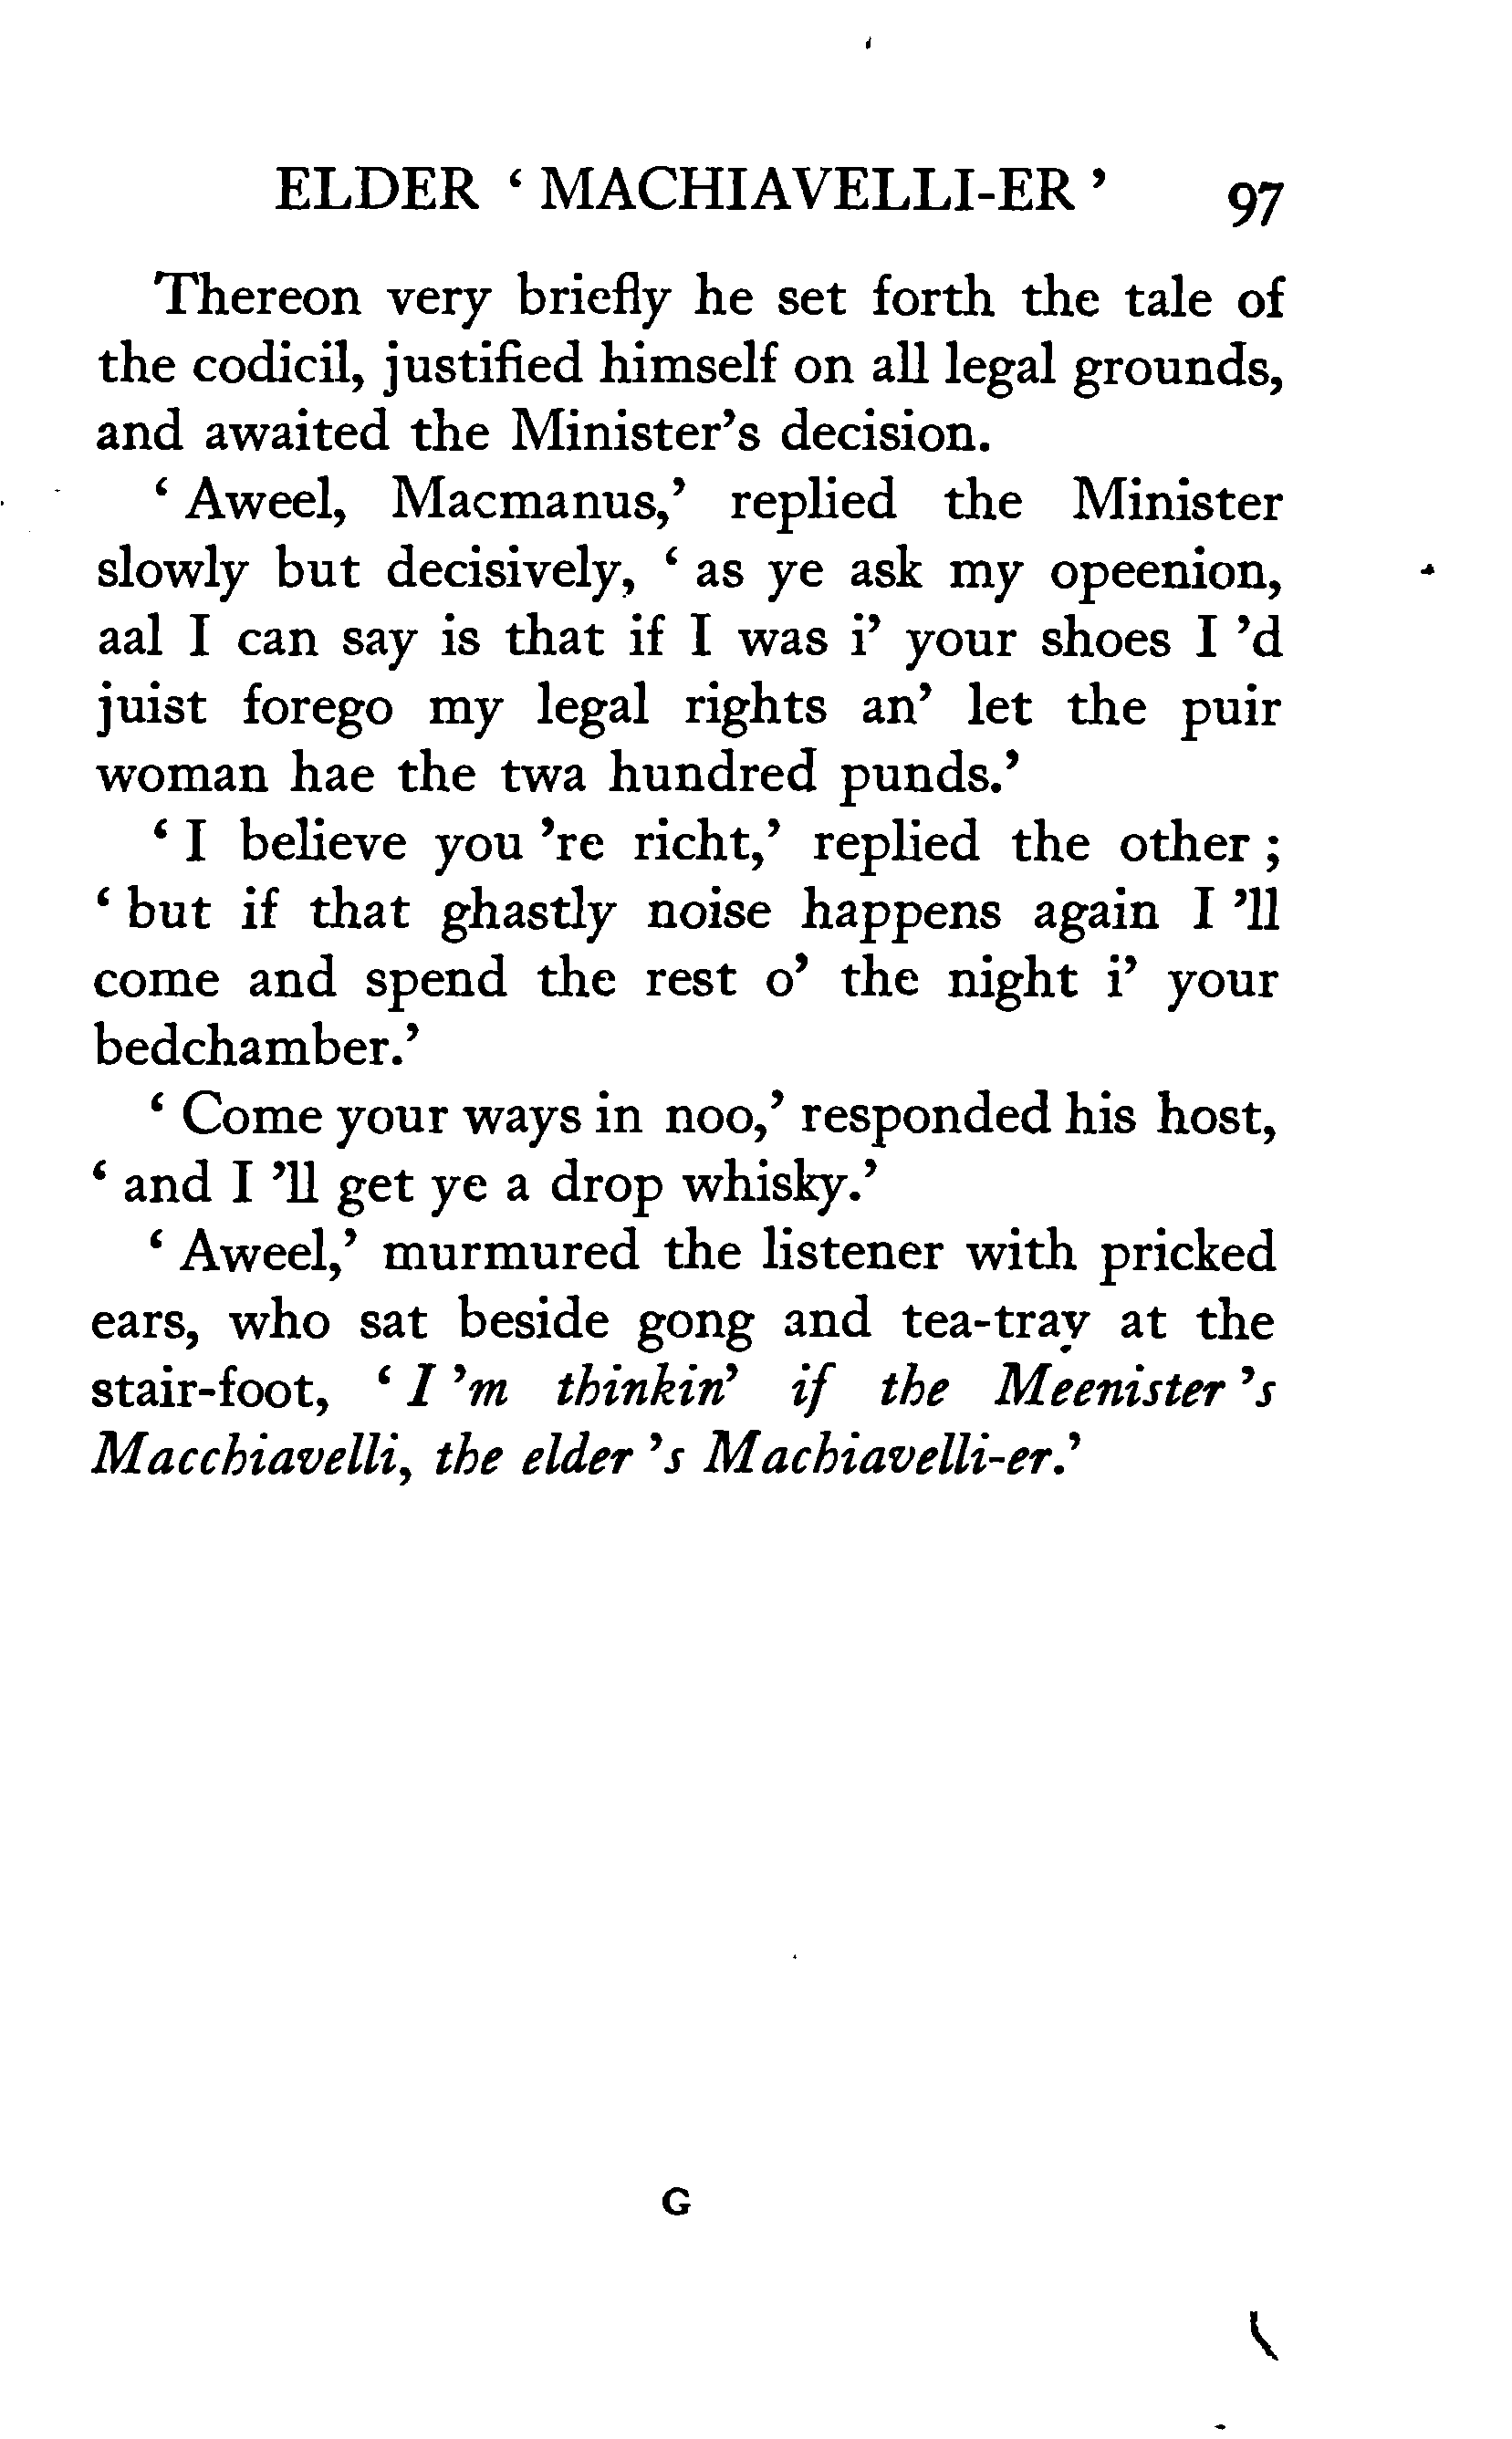 ELDER ‘ MACHIAVELLI-ER ’ 97
Thereon very briefly he set forth the tale of
the codicil, justified himself on all legal grounds,
and awaited the Minister’s decision.
‘ Aweel, Macmanus,’ replied the Minister
slowly but decisively, ‘ as ye ask my opeenion,
aal I can say is that if I was i’ your shoes I ’d
juist forego my legal rights an’ let the puir
woman hae the twa hundred punds.’
‘ I believe you ’re richt,’ replied the other ;
‘ but if that ghastly noise happens again I ’ll
come and spend the rest o’ the night i’ your
bedchamber.’
‘ Come your ways in noo,’ responded his host,
‘ and I ’ll get ye a drop whisky.’
‘ Aweel,’ murmured the listener with pricked
ears, who sat beside gong and tea-tray at the
stair-foot, ‘ I ’m thinkin’ if the Meenister ’s
Macchiavelli, the elder ’s Machiavelli-er.’
G